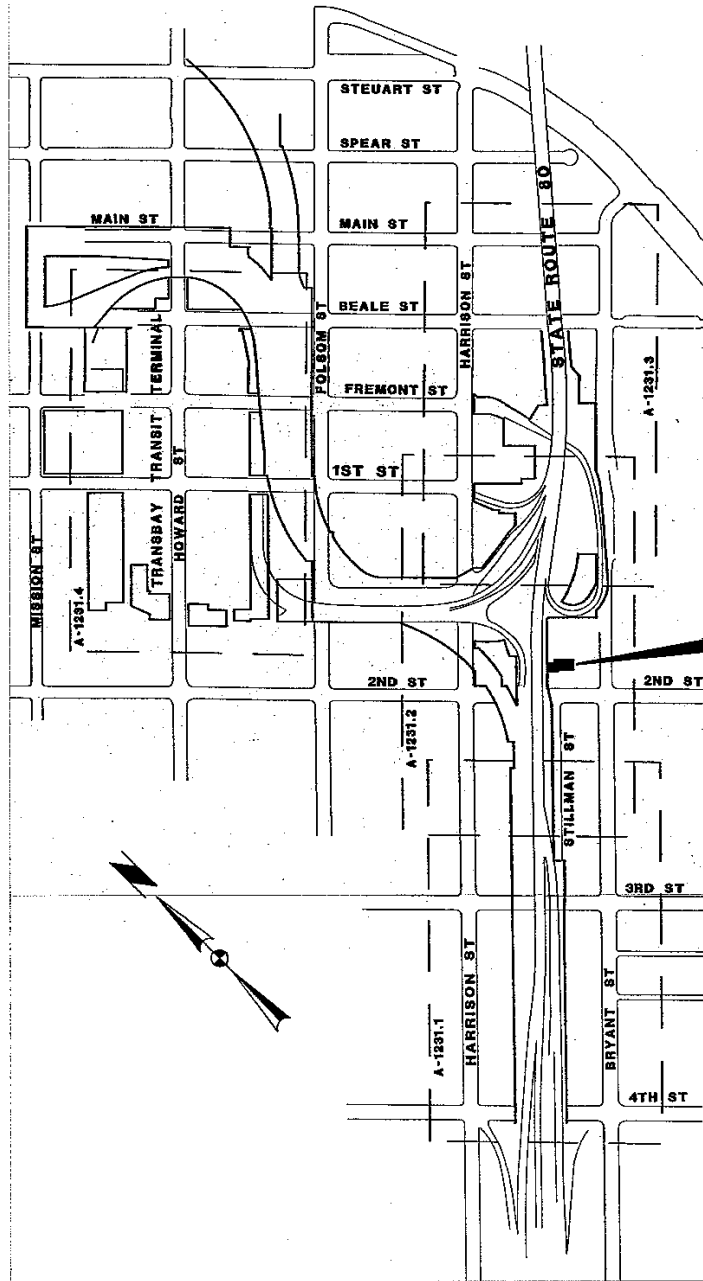 STEUART ST
SPEAR ST
MAIN ST
MAIN ST
STATE ROUTE 80
HARRISON ST
BEALE ST
FOLSOM ST
TRANSBAY TRANSIT TERMINAL
FREMONT ST
A-1231.3
1ST ST
HOWARD ST
MISSION ST
A-1231.4
2ND ST
2ND ST
A-1231.2
STILLMAN ST
3RD ST
HARRISON ST
BRYANT ST
A-1231.1
4TH ST
N